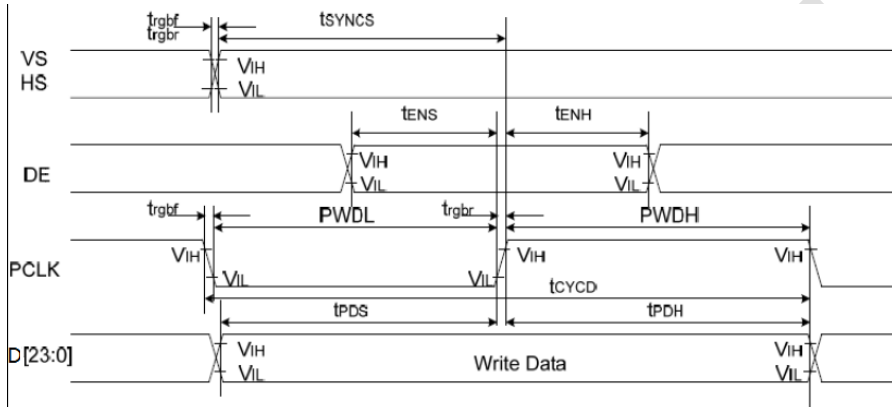 trgbf
tSYNCS
trgbr
VS
HS
VIH
VIL
tENS
tENH
DE
VIH
VIL
VIH
VIL
trgbf
PWDL
trgbr
PWDH
PCLK
VIH
VIL
VIL
VIH
VIH
tCYCD
tPDS
tPDH
D[23:0]
VIH
VIL
Write Data
VIH
VIL